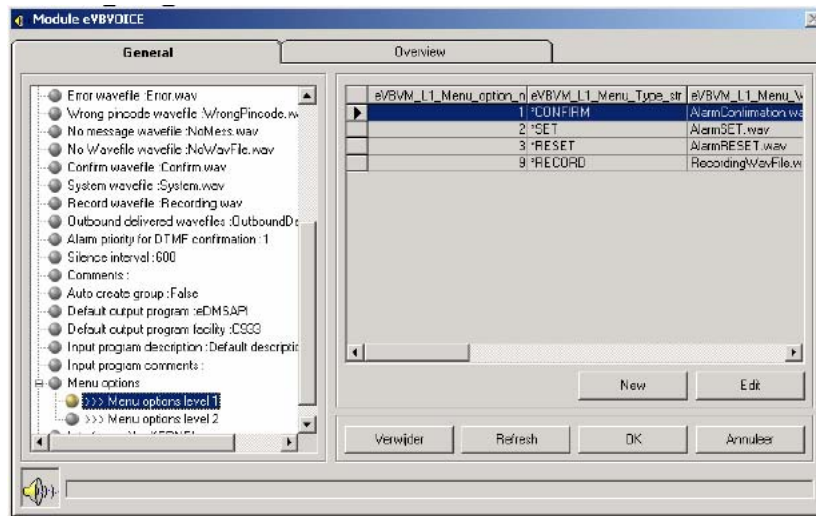 Module eVBVOICE
General
Overview
Error wavefile :Error.wav
Wrong pincode wavefile :WrongPincode.w
No message wavefile :NoMess.wav
No Wavefile wavefile :NoWavFile.wav
Confirm wavefile :Confirm.wav
System wavefile :System.wav
Record wavefile :Recording.wav
Outbound delivered wavefiles :OutboundDe
Alarm priority for DTMF confirmation :1
Silence interval :600
Comments :
Auto create group :False
Default output program :eDMSAPI
Default output program facility :CS33
Input program description :Default descriptic
Input program comments :
Menu options
>>> Menu options level 1
>>> Menu options level 2
eVBVM_L1_Menu_option_n eVBVM_L1_Menu_Type_str eVBVM_L1_Menu_W
1 *CONFIRM AlarmConfirmation.wa
2 *SET AlarmSET.wav
3 *RESET AlarmRESET.wav
9 *RECORD RecordingWavFile.w
New Edit
Verwijder Refresh OK Annuleer